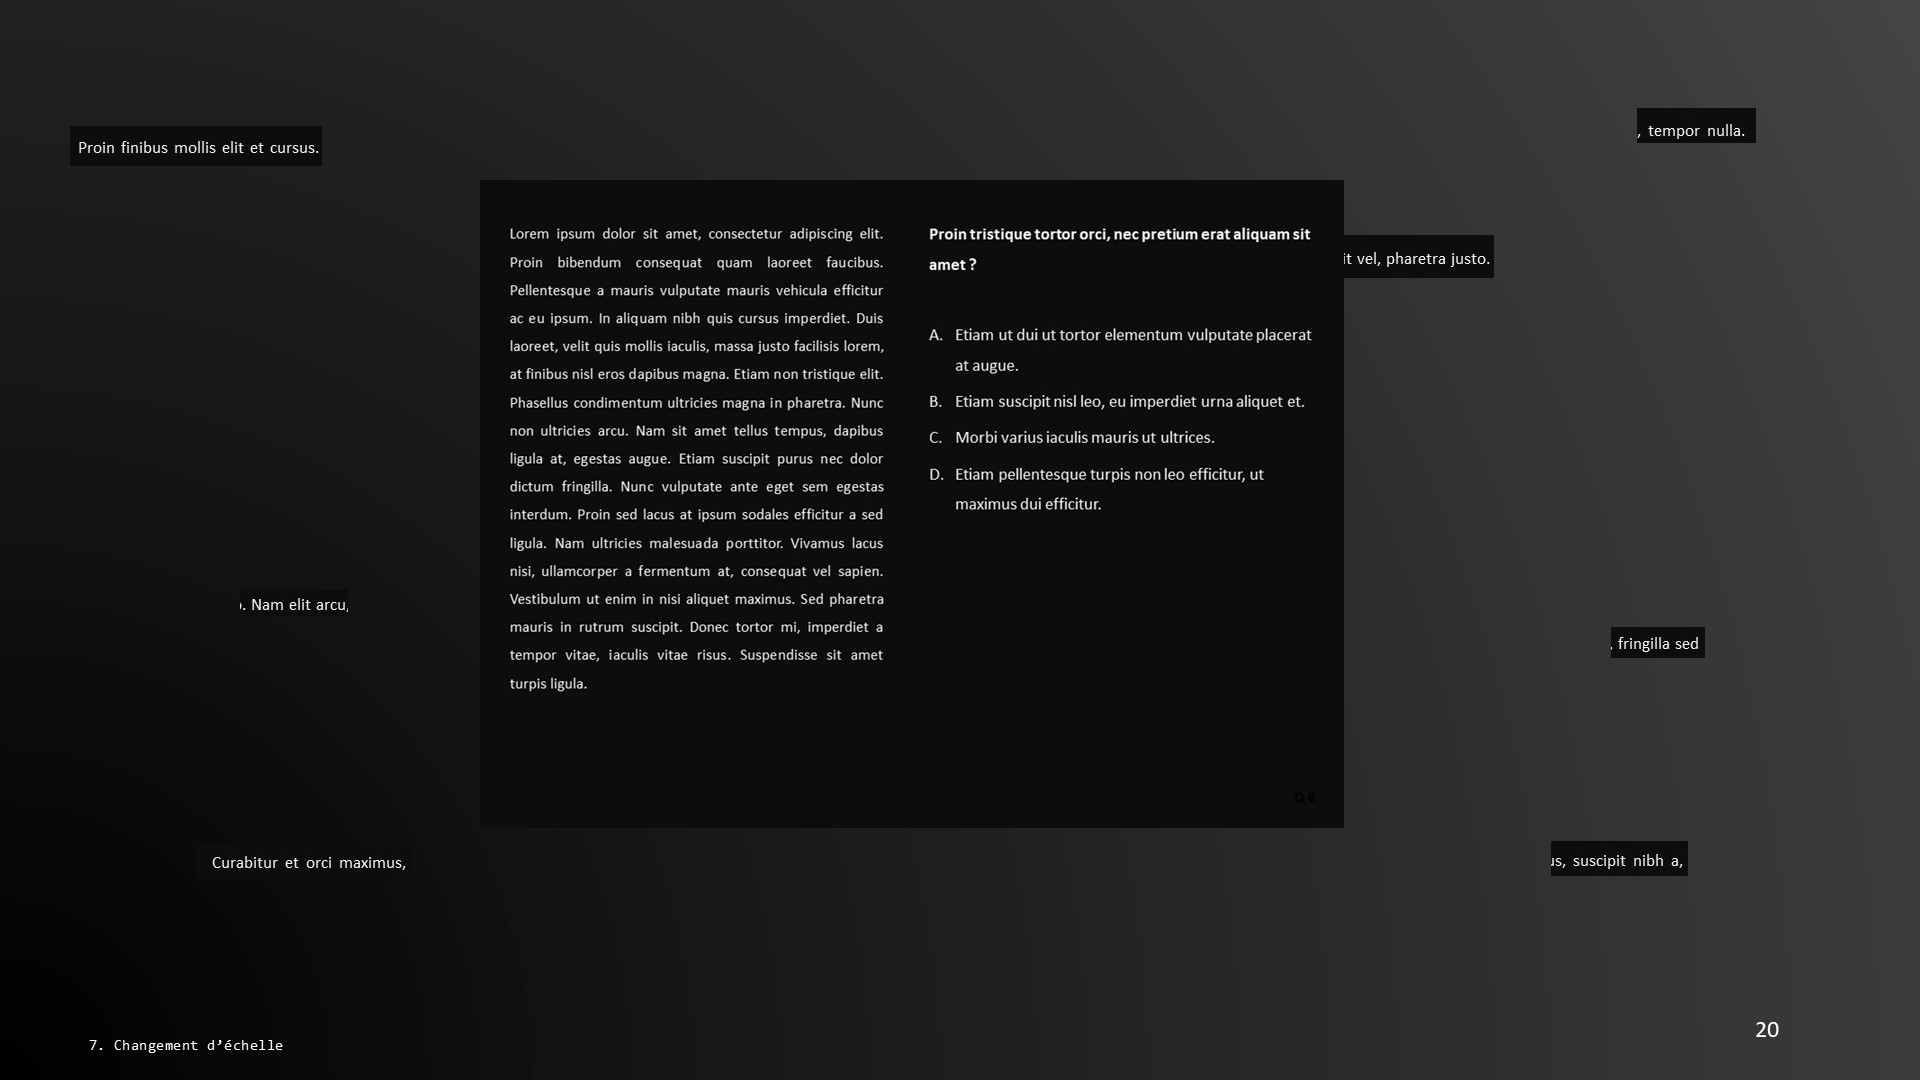 Proin finibus mollis elit et cursus.
, tempor nulla.
Lorem ipsum dolor sit amet, consectetur adipiscing elit.
Proin bibendum consequat quam laoreet faucibus.
Pellentesque a mauris vulputate mauris vehicula efficitur
ac eu ipsum. In aliquam nibh quis cursus imperdiet. Duis
laoreet, velit quis mollis iaculis, massa justo facilisis lorem,
at finibus nisl eros dapibus magna. Etiam non tristique elit.
Phasellus condimentum ultricies magna in pharetra. Nunc
non ultricies arcu. Nam sit amet tellus tempus, dapibus
ligula at, egestas augue. Etiam suscipit purus nec dolor
dictum fringilla. Nunc vulputate ante eget sem egestas
interdum. Proin sed lacus at ipsum sodales efficitur a sed
ligula. Nam ultricies malesuada porttitor. Vivamus lacus
nisi, ullamcorper a fermentum at, consequat vel sapien.
Vestibulum ut enim in nisi aliquet maximus. Sed pharetra
mauris in rutrum suscipit. Donec tortor mi, imperdiet a
tempor vitae, iaculis vitae risus. Suspendisse sit amet
turpis ligula.
Proin tristique tortor orci, nec pretium erat aliquam sit
amet ?
A. Etiam ut dui ut tortor elementum vulputate placerat
at augue.
B. Etiam suscipit nisl leo, eu imperdiet urna aliquet et.
C. Morbi varius iaculis mauris ut ultrices.
D. Etiam pellentesque turpis non leo efficitur, ut
maximus dui efficitur.
Q 6
it vel, pharetra justo.
. Nam elit arcu,
, fringilla sed
Curabitur et orci maximus,
us, suscipit nibh a,
7. Changement d’échelle
20